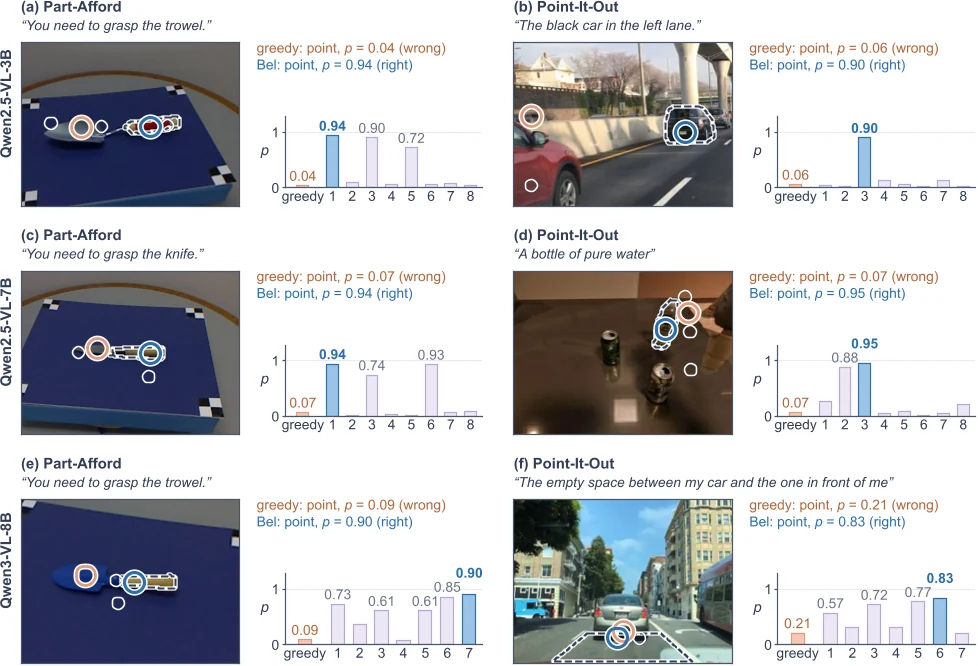 (a) Part-Afford
“You need to grasp the trowel.”
greedy: point, p = 0.04 (wrong)
Bel: point, p = 0.94 (right)
Qwen2.5-VL-3B
1
p
0
0.04
0.94
0.90
0.72
greedy 1 2 3 4 5 6 7 8
(b) Point-It-Out
“The black car in the left lane.”
greedy: point, p = 0.06 (wrong)
Bel: point, p = 0.90 (right)
1
p
0
0.06
0.90
greedy 1 2 3 4 5 6 7 8
(c) Part-Afford
“You need to grasp the knife.”
greedy: point, p = 0.07 (wrong)
Bel: point, p = 0.94 (right)
Qwen2.5-VL-7B
1
p
0
0.07
0.94
0.74
0.93
greedy 1 2 3 4 5 6 7 8
(d) Point-It-Out
“A bottle of pure water”
greedy: point, p = 0.07 (wrong)
Bel: point, p = 0.95 (right)
1
p
0
0.07
0.88
0.95
greedy 1 2 3 4 5 6 7 8
(e) Part-Afford
“You need to grasp the trowel.”
greedy: point, p = 0.09 (wrong)
Bel: point, p = 0.90 (right)
Qwen3-VL-8B
1
p
0
0.09
0.73
0.61
0.61
0.85
0.90
greedy 1 2 3 4 5 6 7
(f) Point-It-Out
“The empty space between my car and the one in front of me”
greedy: point, p = 0.21 (wrong)
Bel: point, p = 0.83 (right)
1
p
0
0.21
0.57
0.72
0.77
0.83
greedy 1 2 3 4 5 6 7